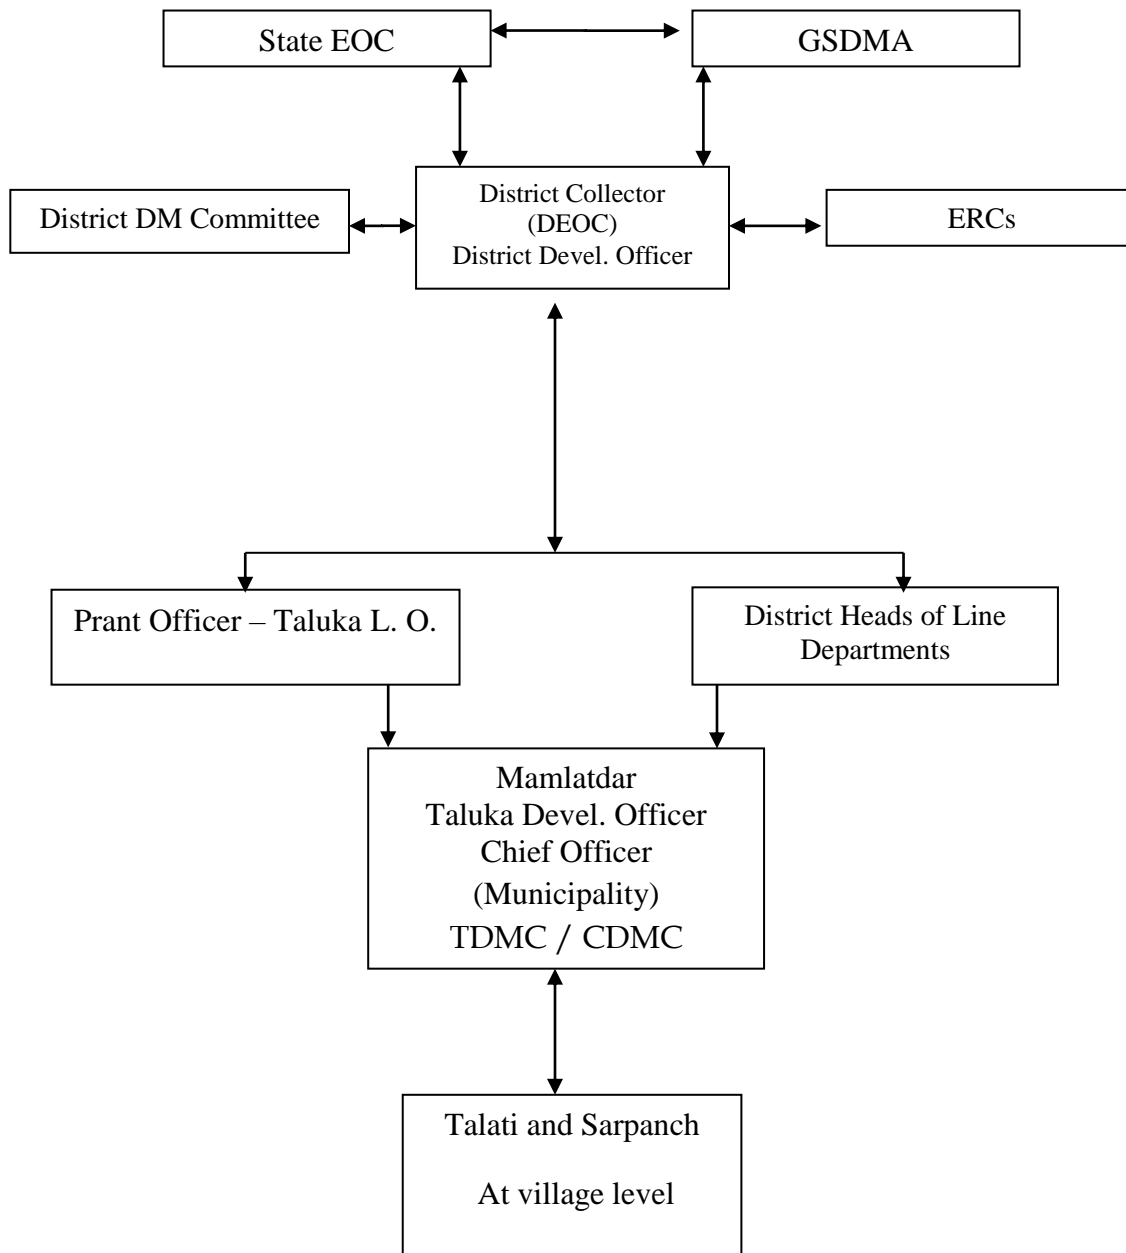 State EOC
GSDMA
District Collector
(DEOC)
District Devel. Officer
District DM Committee
ERCs
Prant Officer – Taluka L. O.
District Heads of Line
Departments
Mamlatdar
Taluka Devel. Officer
Chief Officer
(Municipality)
TDMC / CDMC
Talati and Sarpanch
At village level